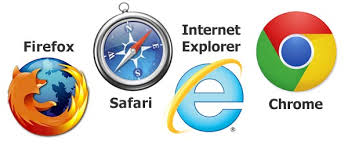 Firefox
Safari
Internet
Explorer
Chrome